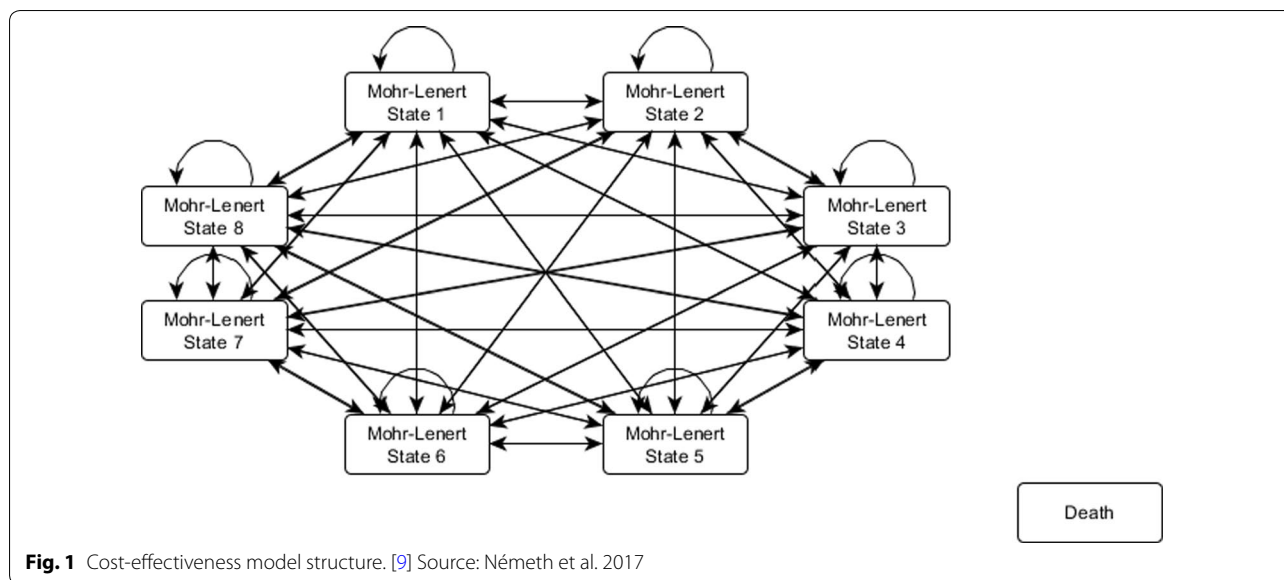 Mohr-Lenert
State 1
Mohr-Lenert
State 2
Mohr-Lenert
State 8
Mohr-Lenert
State 3
Mohr-Lenert
State 7
Mohr-Lenert
State 4
Mohr-Lenert
State 6
Mohr-Lenert
State 5
Death
Fig. 1 Cost-effectiveness model structure. [9] Source: Németh et al. 2017